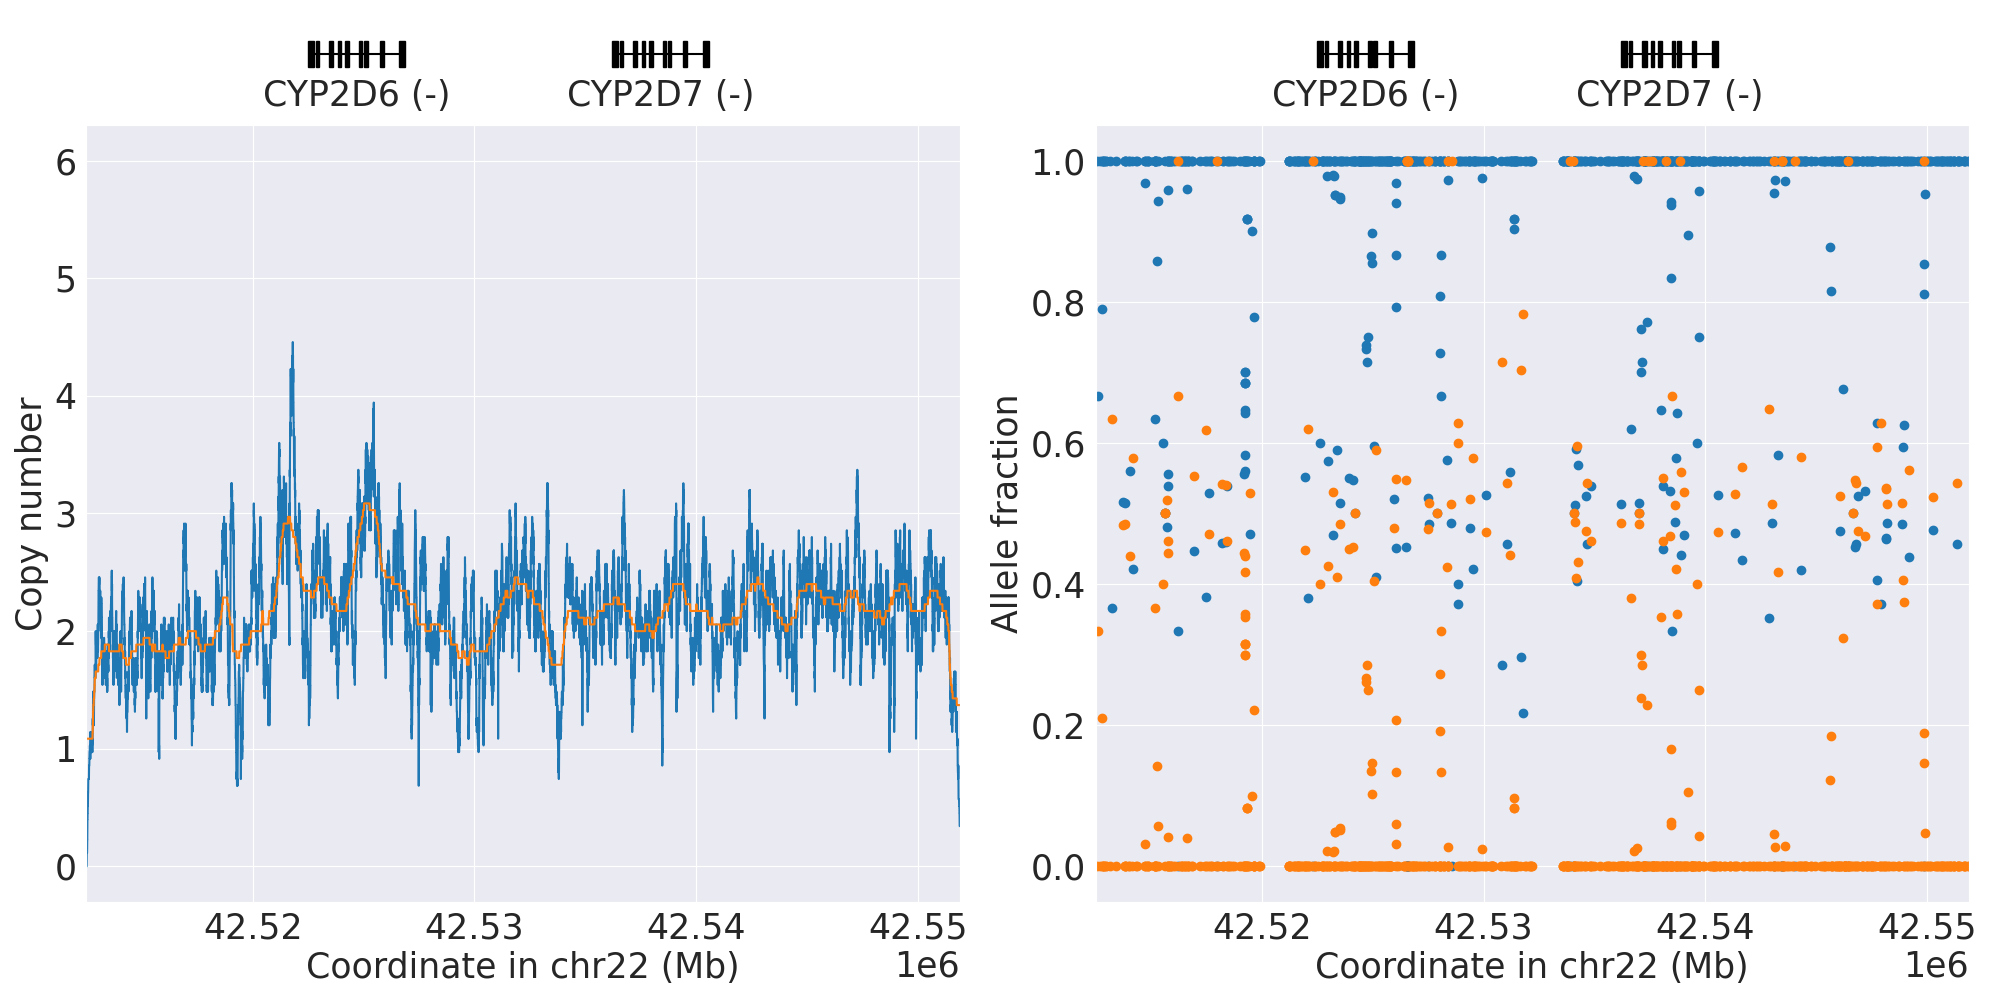 CYP2D6 (-) CYP2D7 (-)
6
5
4
3
2
1
0
Copy number
42.52 42.53 42.54 42.55
Coordinate in chr22 (Mb)
1e6
CYP2D6 (-) CYP2D7 (-)
1.0
0.8
0.6
0.4
0.2
0.0
Allele fraction
42.52 42.53 42.54 42.55
Coordinate in chr22 (Mb)
1e6